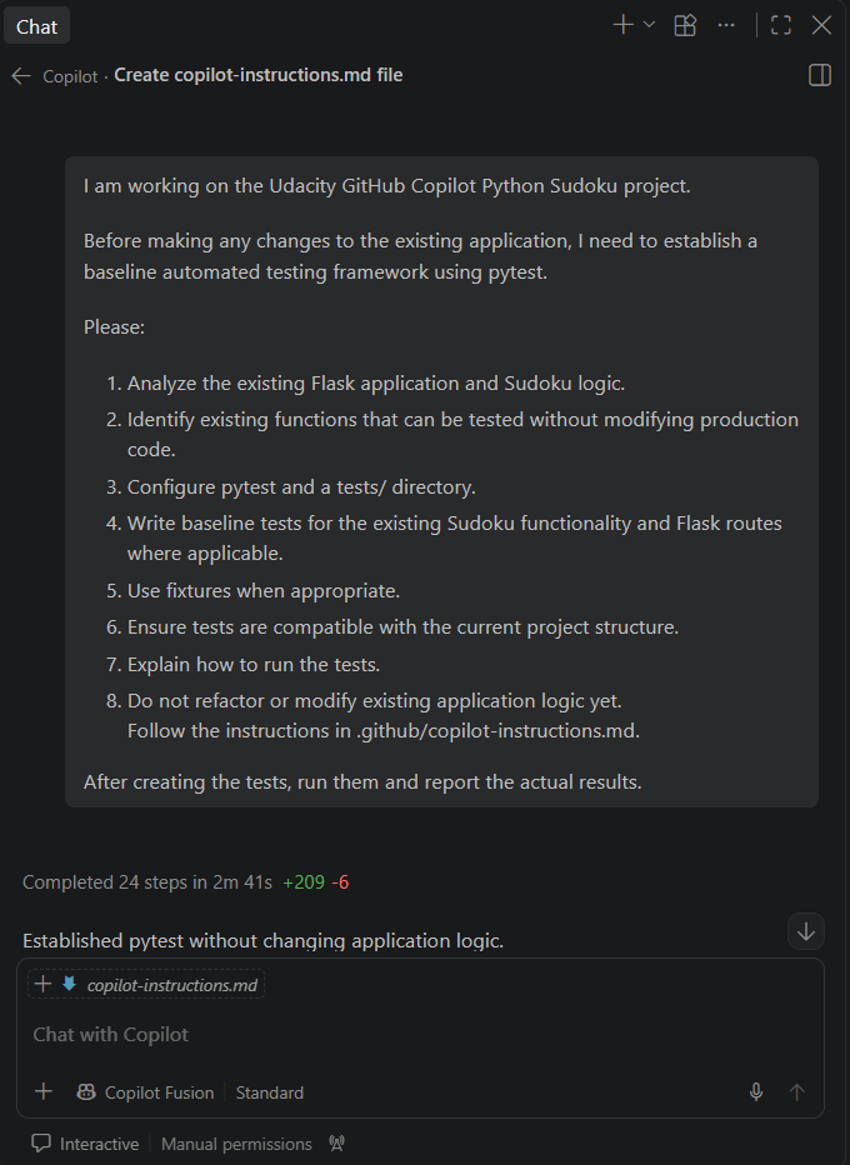 Chat
Copilot · Create copilot-instructions.md file
I am working on the Udacity GitHub Copilot Python Sudoku project.
Before making any changes to the existing application, I need to establish a
baseline automated testing framework using pytest.
Please:
1. Analyze the existing Flask application and Sudoku logic.
2. Identify existing functions that can be tested without modifying production
code.
3. Configure pytest and a tests/ directory.
4. Write baseline tests for the existing Sudoku functionality and Flask routes
where applicable.
5. Use fixtures when appropriate.
6. Ensure tests are compatible with the current project structure.
7. Explain how to run the tests.
8. Do not refactor or modify existing application logic yet.
Follow the instructions in .github/copilot-instructions.md.
After creating the tests, run them and report the actual results.
Completed 24 steps in 2m 41s +209 -6
Established pytest without changing application logic.
copilot-instructions.md
Chat with Copilot
Copilot Fusion Standard
Interactive Manual permissions